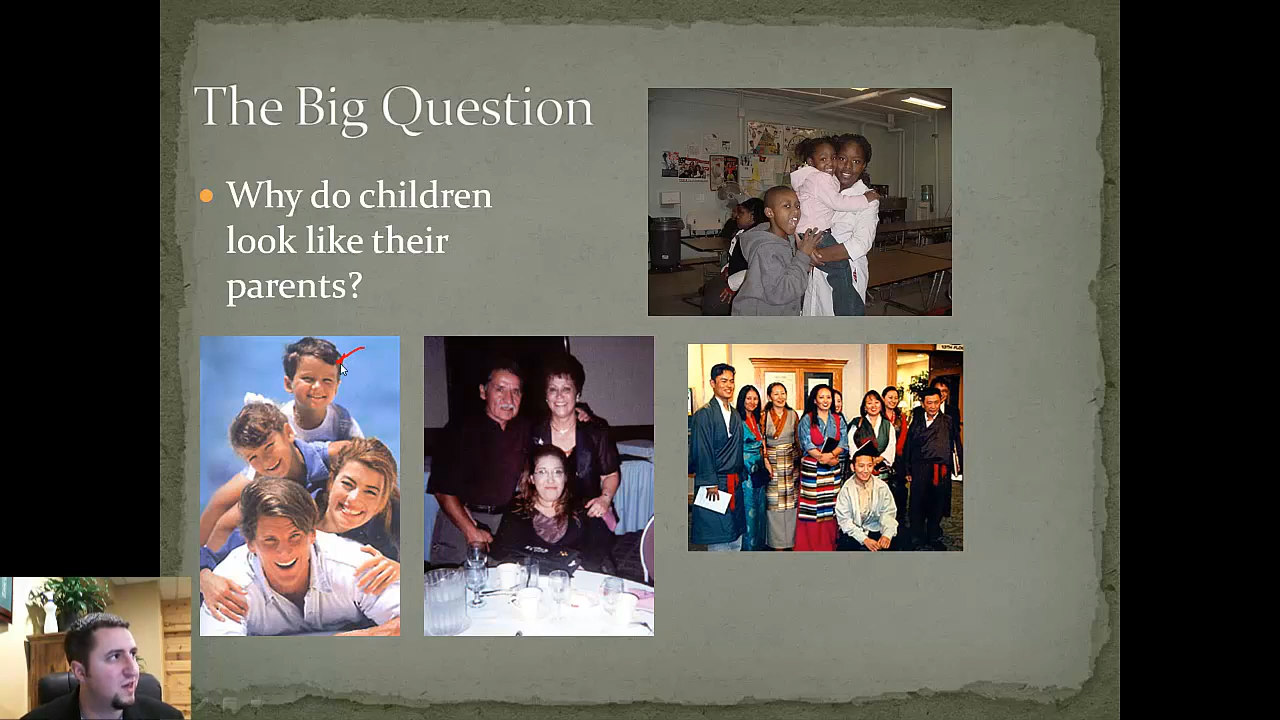 The Big Question
Why do children
look like their
parents?